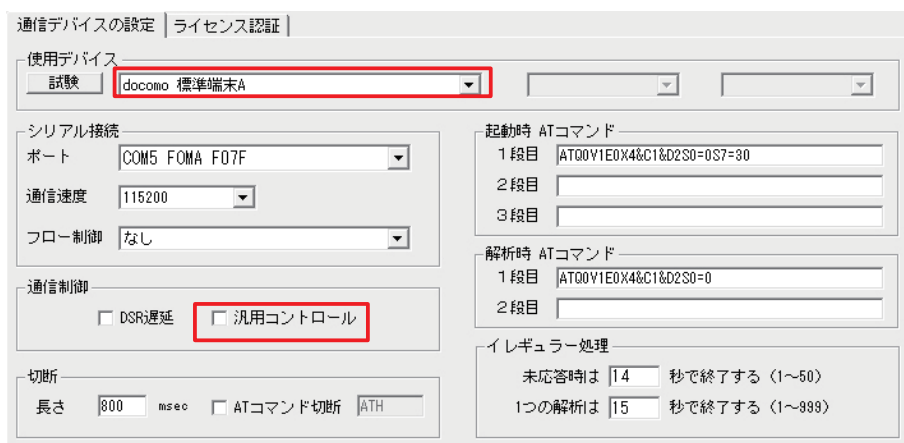 通信デバイスの設定 ライセンス認証
使用デバイス
試験 docomo 標準端末A
シリアル接続
ポート COM5 FOMA F07F
通信速度 115200
フロー制御 なし
通信制御
DSR遅延 汎用コントロール
切断
長さ 800 msec ATコマンド切断 ATH
起動時 ATコマンド
1段目 ATQ0V1E0X4&C1&D2S0=0S7=30
2段目
3段目
解析時 ATコマンド
1段目 ATQ0V1E0X4&C1&D2S0=0
2段目
イレギュラー処理
未応答時は 14 秒で終了する (1~50)
1つの解析は 15 秒で終了する (1~999)